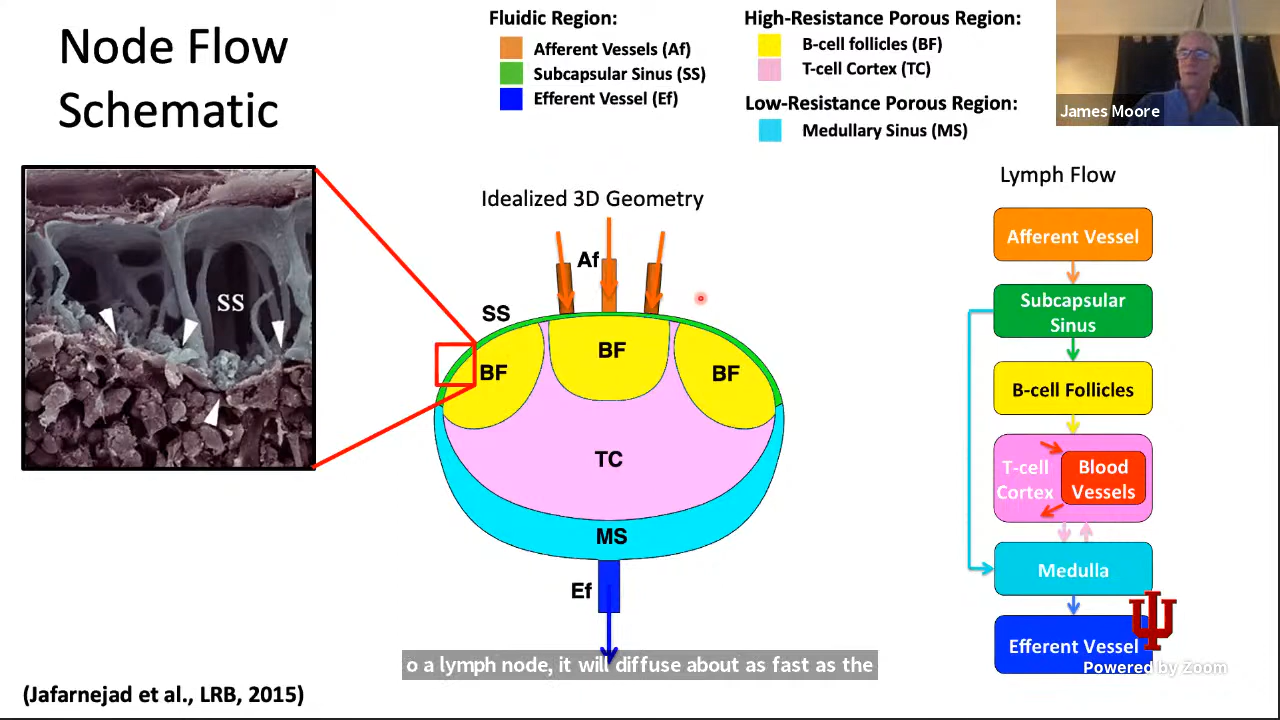 Node Flow
Schematic
Fluidic Region:
Afferent Vessels (Af)
Subcapsular Sinus (SS)
Efferent Vessel (Ef)
High-Resistance Porous Region:
B-cell follicles (BF)
T-cell Cortex (TC)
Low-Resistance Porous Region:
Medullary Sinus (MS)
James Moore
SS
Idealized 3D Geometry
Af
SS
BF
BF
BF
TC
MS
Ef
Lymph Flow
Afferent Vessel
Subcapsular
Sinus
B-cell Follicles
T-cell
Cortex
Blood
Vessels
Medulla
Efferent Vessel
Powered by Zoom
o a lymph node, it will diffuse about as fast as the
(Jafarnejad et al., LRB, 2015)